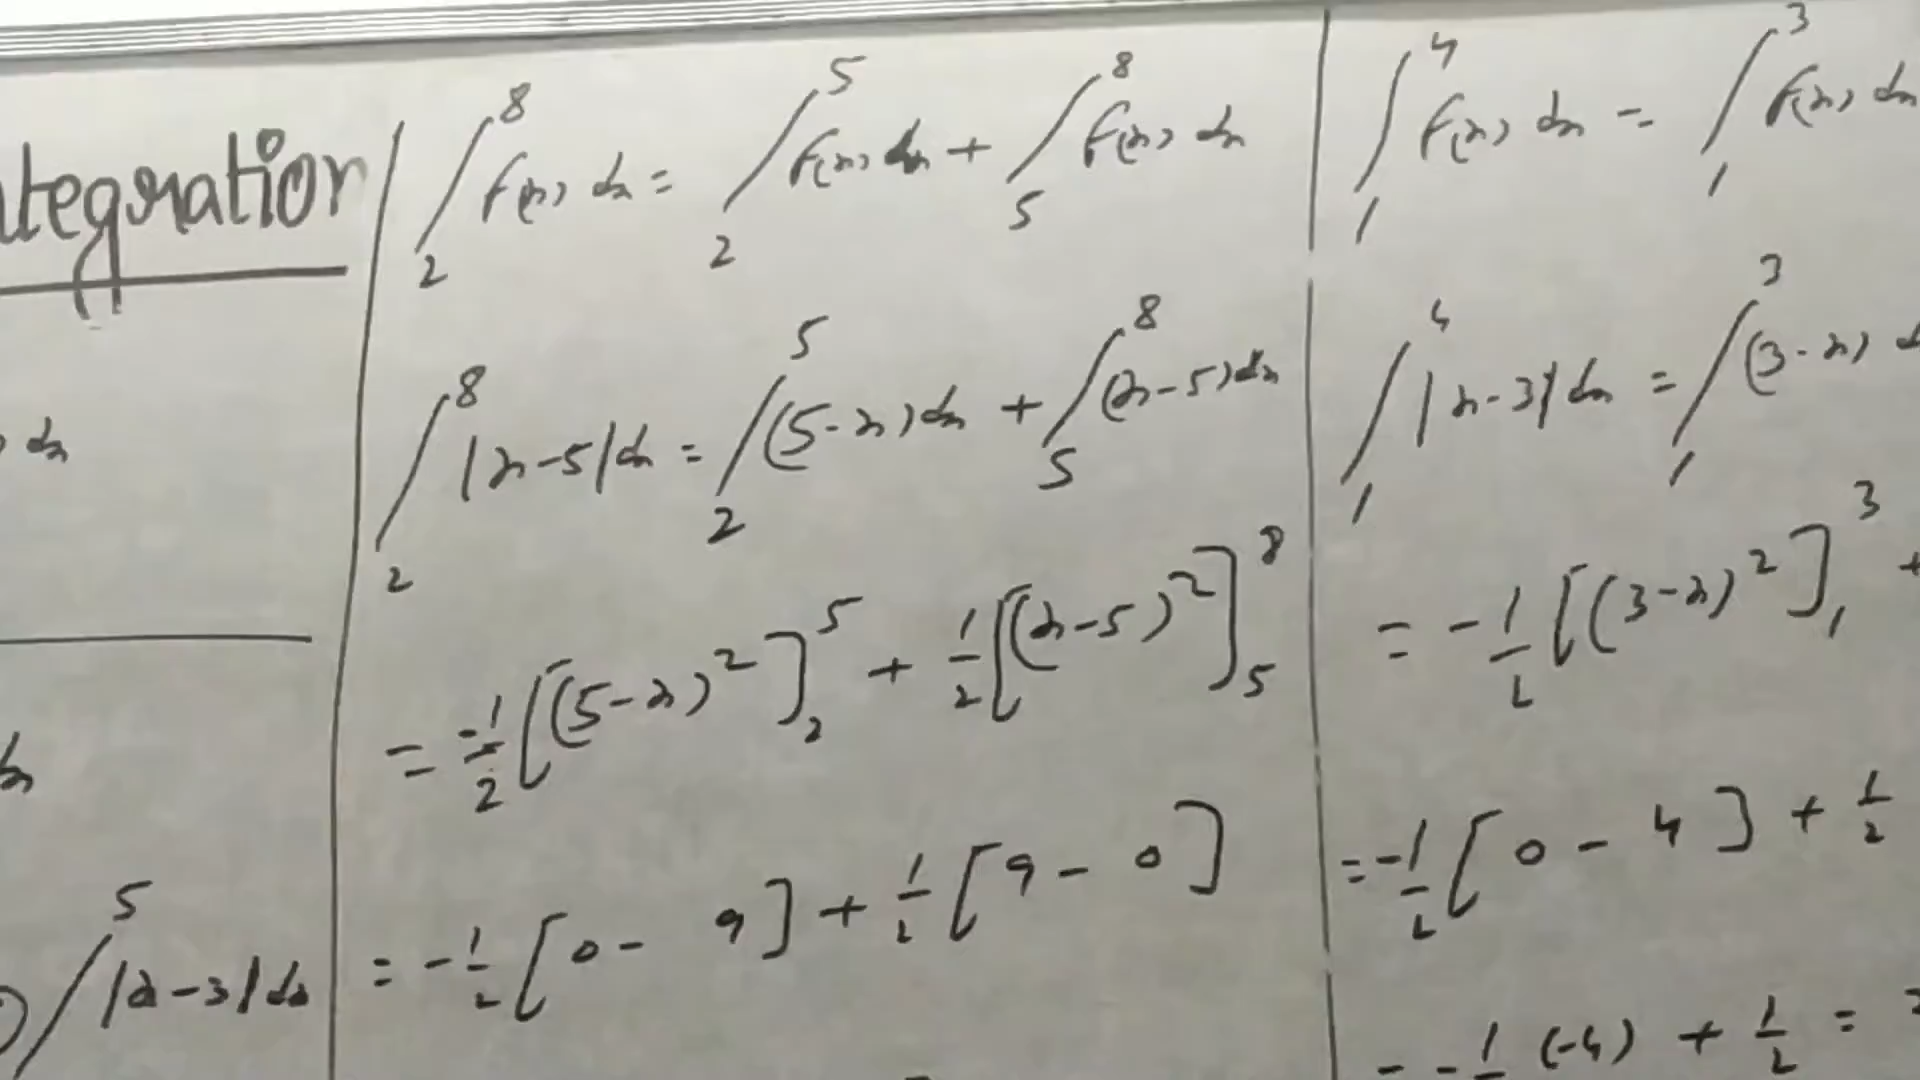 ntegration
dx
dx
5
∫ |x-3|dx
∫₂⁸ f(x) dx = ∫₂⁵ f(x) dx + ∫₅⁸ f(x) dx
∫₂⁸ |x-5|dx = ∫₂⁵ (5-x)dx + ∫₅⁸ (x-5)dx
= -1/2 [(5-x)²]₂⁵ + 1/2 [(x-5)²]₅⁸
= -1/2 [0 - 9] + 1/2 [9 - 0]
∫₁⁴ f(x) dx = ∫₁³ f(x) dx
∫₁⁴ |x-3|dx = ∫₁³ (3-x)
= -1/2 [(3-x)²]₁³ +
= -1/2 [0 - 4] + 1/2
= -1/2 (-4) + 1/2 =